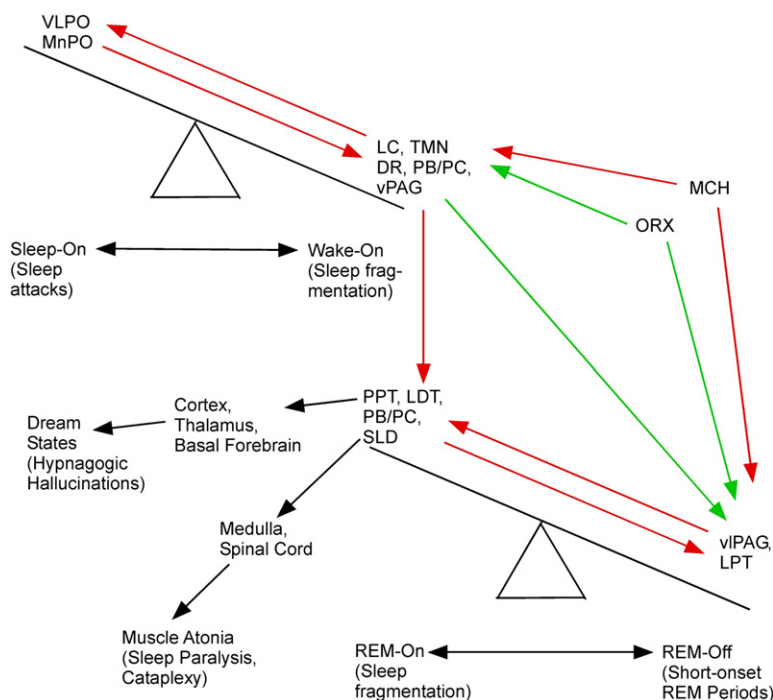 VLPO
MnPO
LC, TMN
DR, PB/PC,
vPAG
MCH
ORX
Sleep-On
(Sleep
attacks)
Wake-On
(Sleep frag-
mentation)
PPT, LDT,
PB/PC,
SLD
Cortex,
Thalamus,
Basal Forebrain
Dream
States
(Hypnagogic
Hallucinations)
Medulla,
Spinal Cord
vlPAG,
LPT
Muscle Atonia
(Sleep Paralysis,
Cataplexy)
REM-On
(Sleep
fragmentation)
REM-Off
(Short-onset
REM Periods)